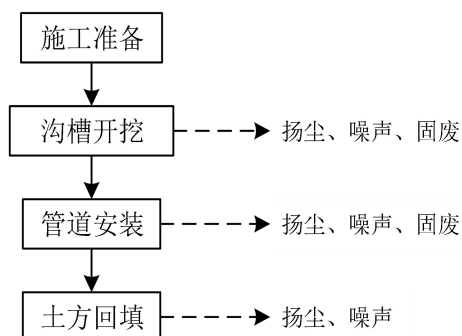 施工准备
沟槽开挖
扬尘、噪声、固废
管道安装
扬尘、噪声、固废
土方回填
扬尘、噪声